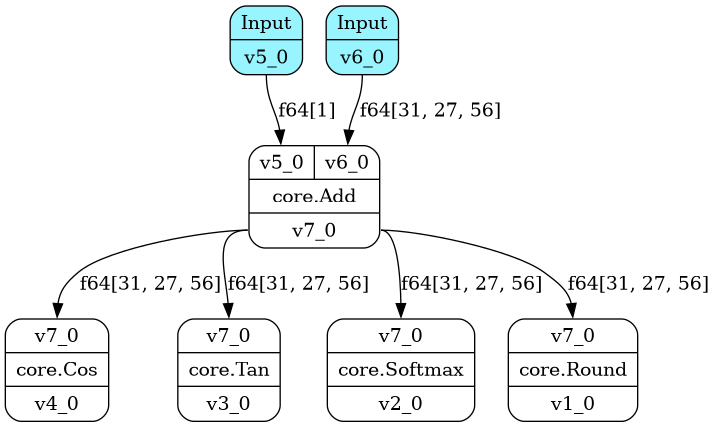 Input
v5_0
Input
v6_0
f64[1]
f64[31, 27, 56]
v5_0
v6_0
core.Add
v7_0
f64[31, 27, 56]
f64[31, 27, 56]
f64[31, 27, 56]
f64[31, 27, 56]
v7_0
core.Cos
v4_0
v7_0
core.Tan
v3_0
v7_0
core.Softmax
v2_0
v7_0
core.Round
v1_0